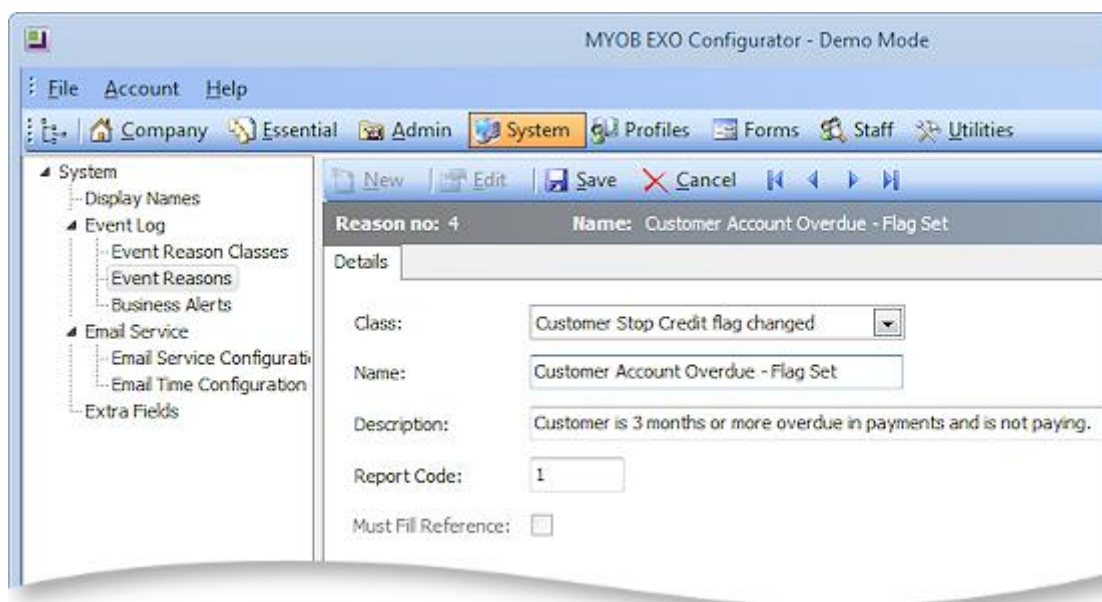 MYOB EXO Configurator - Demo Mode
File Account Help
Company Essential Admin System Profiles Forms Staff Utilities
System
Display Names
Event Log
Event Reason Classes
Event Reasons
Business Alerts
Email Service
Email Service Configurati
Email Time Configuration
Extra Fields
New Edit Save Cancel
Reason no: 4 Name: Customer Account Overdue - Flag Set
Details
Class: Customer Stop Credit flag changed
Name: Customer Account Overdue - Flag Set
Description: Customer is 3 months or more overdue in payments and is not paying.
Report Code: 1
Must Fill Reference: